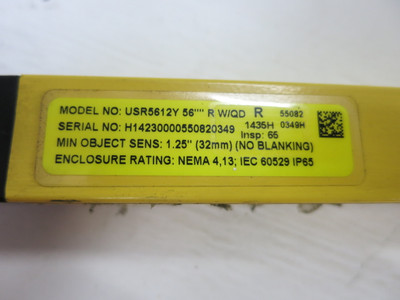 MODEL NO: USR5612Y 56"" R W/QD R 55082
SERIAL NO: H14230000550820349 1435H 0349H
Insp: 65
MIN OBJECT SENS: 1.25" (32mm) (NO BLANKING)
ENCLOSURE RATING: NEMA 4,13; IEC 60529 IP65